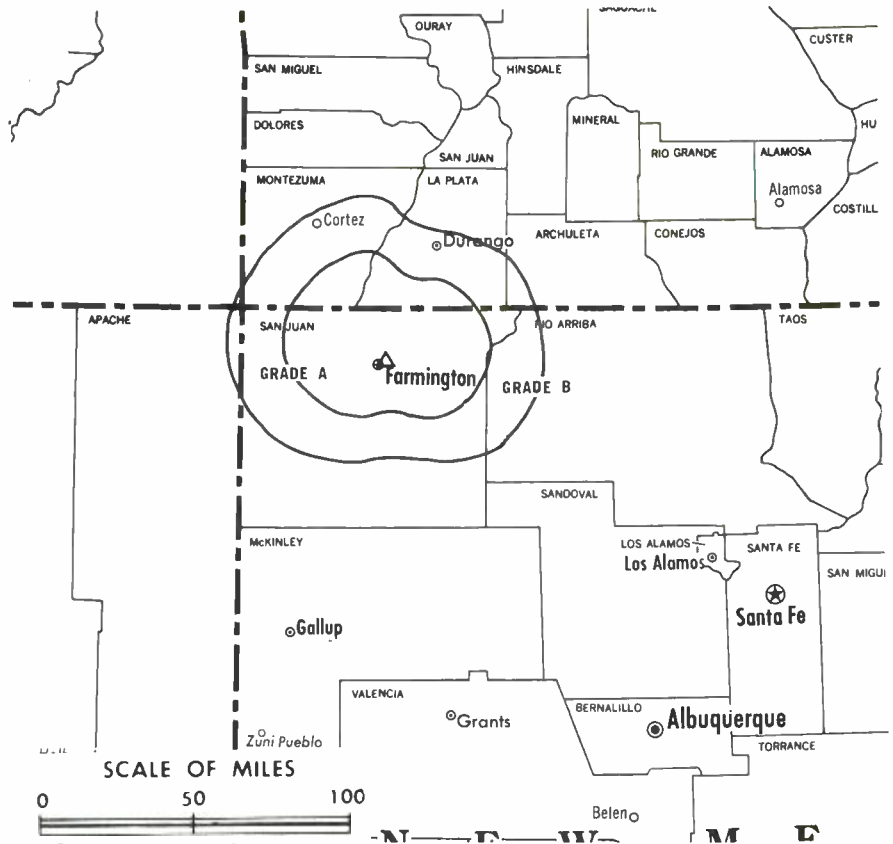 SAGUACHE
OURAY
CUSTER
SAN MIGUEL
HINSDALE
DOLORES
MINERAL
HU
SAN JUAN
RIO GRANDE
ALAMOSA
MONTEZUMA
LA PLATA
Alamosa
Cortez
COSTILL
Durango
ARCHULETA
CONEJOS
APACHE
SAN JUAN
RIO ARRIBA
TAOS
GRADE A
Farmington
GRADE B
SANDOVAL
McKINLEY
LOS ALAMOS
SANTA FE
Los Alamos
SAN MIGUI
Santa Fe
Gallup
VALENCIA
BERNALILLO
Grants
Albuquerque
Zuni Pueblo
TORRANCE
SCALE OF MILES
0 50 100
Belen
N E W M E